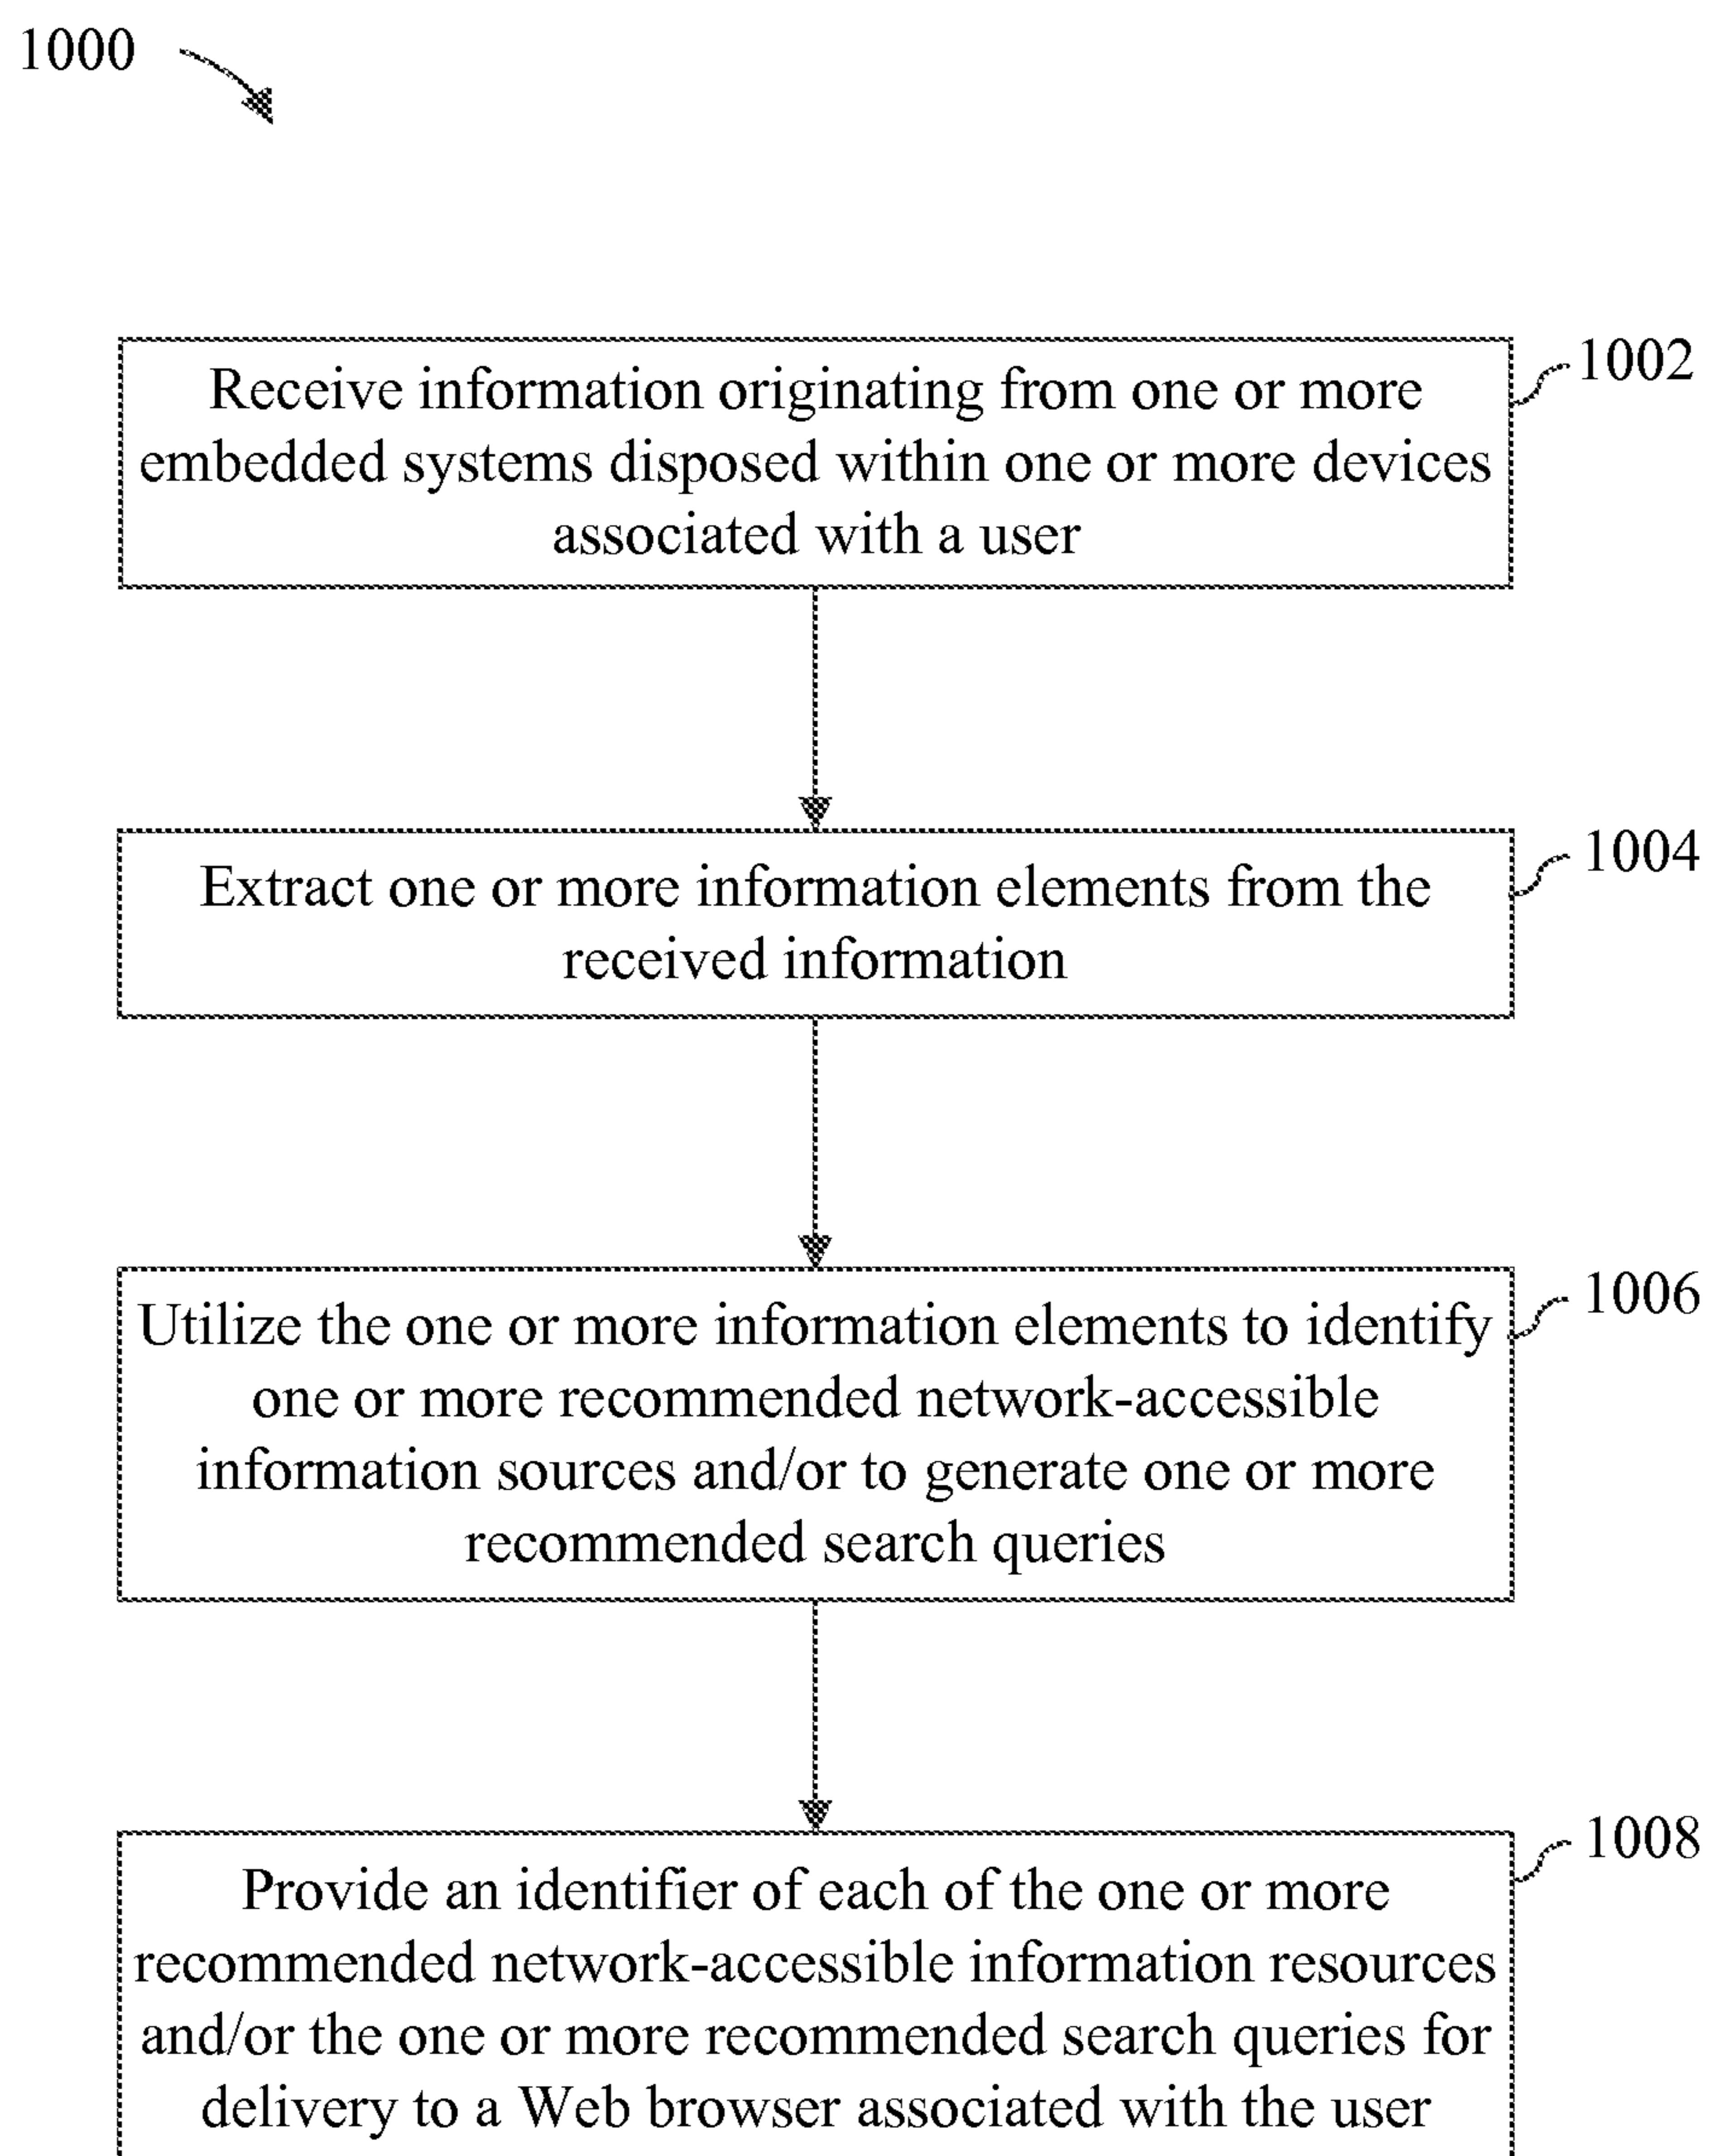 1000
Receive information originating from one or more
embedded systems disposed within one or more devices
associated with a user
1002
Extract one or more information elements from the
received information
1004
Utilize the one or more information elements to identify
one or more recommended network-accessible
information sources and/or to generate one or more
recommended search queries
1006
Provide an identifier of each of the one or more
recommended network-accessible information resources
and/or the one or more recommended search queries for
delivery to a Web browser associated with the user
1008